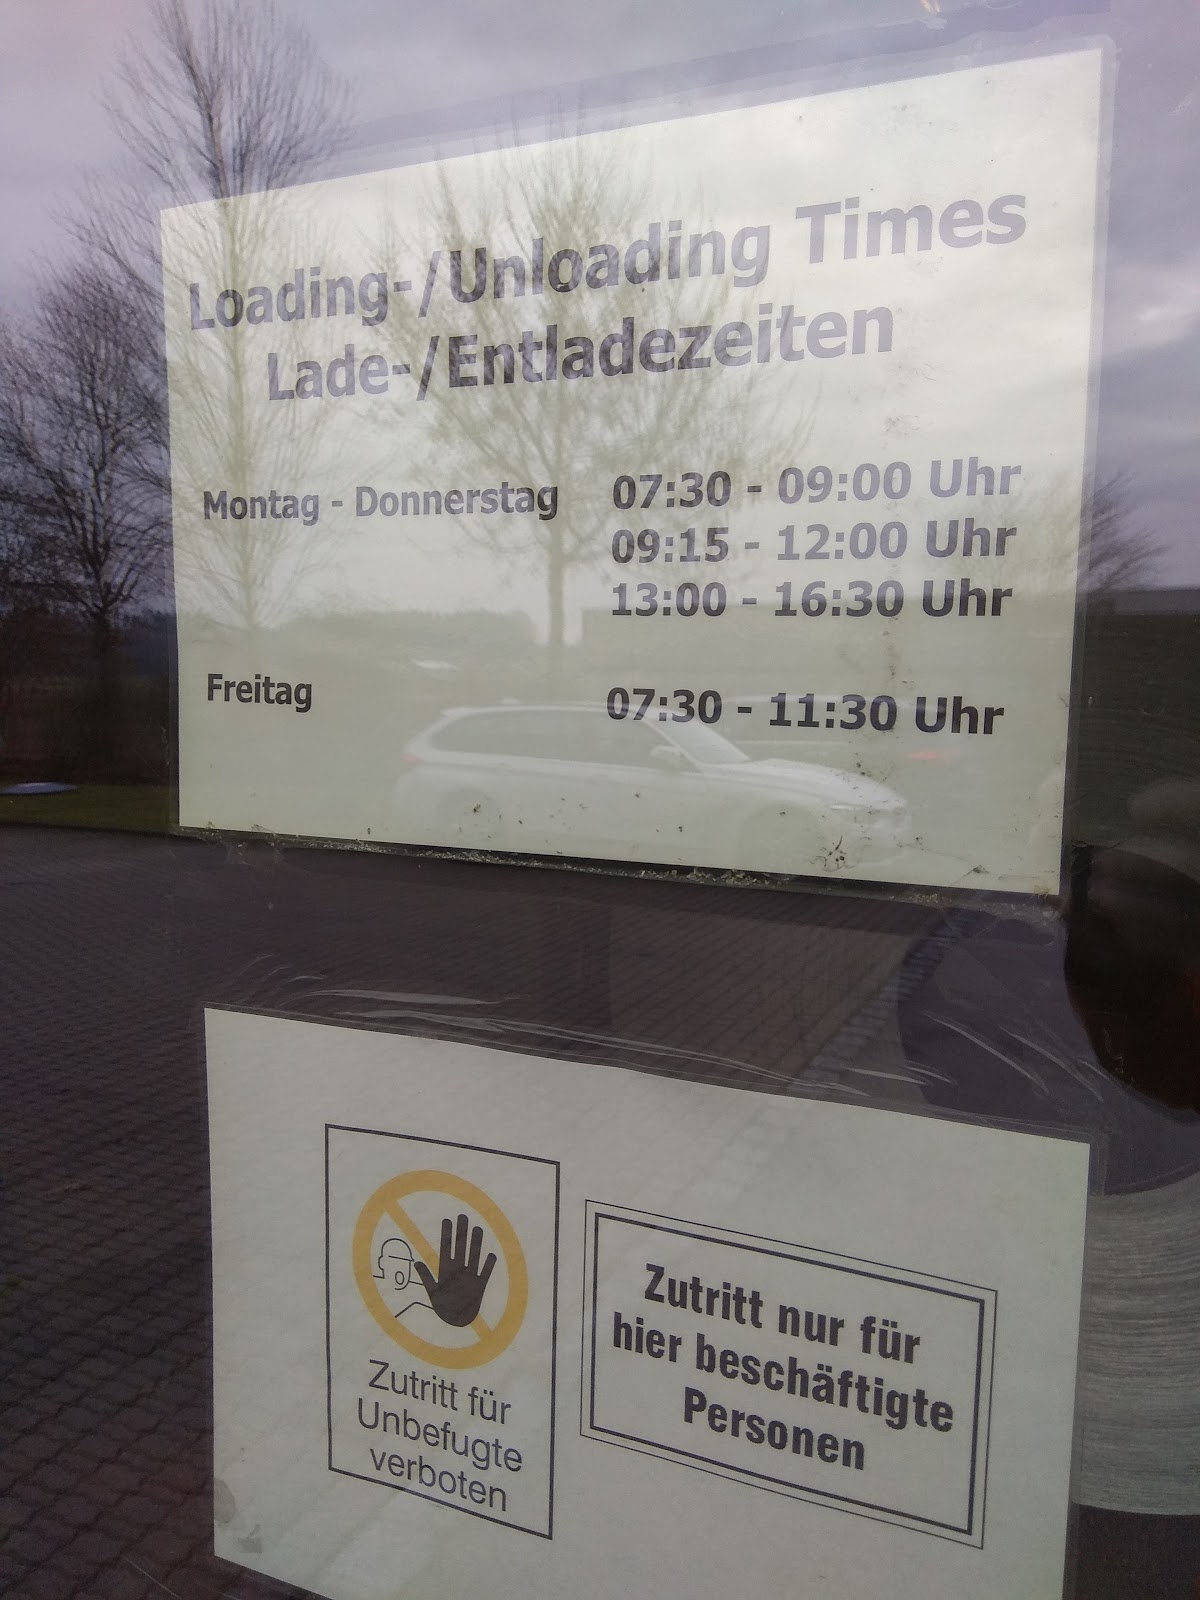 Loading-/Unloading Times
Lade-/Entladezeiten
Montag - Donnerstag 07:30 - 09:00 Uhr
09:15 - 12:00 Uhr
13:00 - 16:30 Uhr
Freitag 07:30 - 11:30 Uhr
Zutritt für
Unbefugte
verboten
Zutritt nur für
hier beschäftigte
Personen